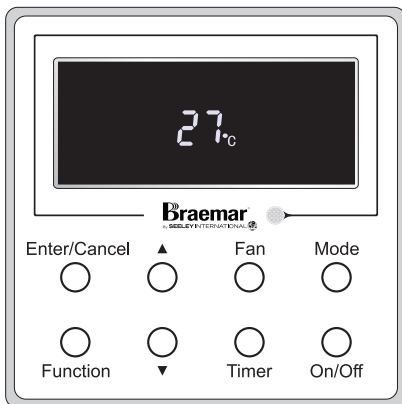 27°C
Braemar
by SEELEY INTERNATIONAL
Enter/Cancel ▲ Fan Mode
Function ▼ Timer On/Off